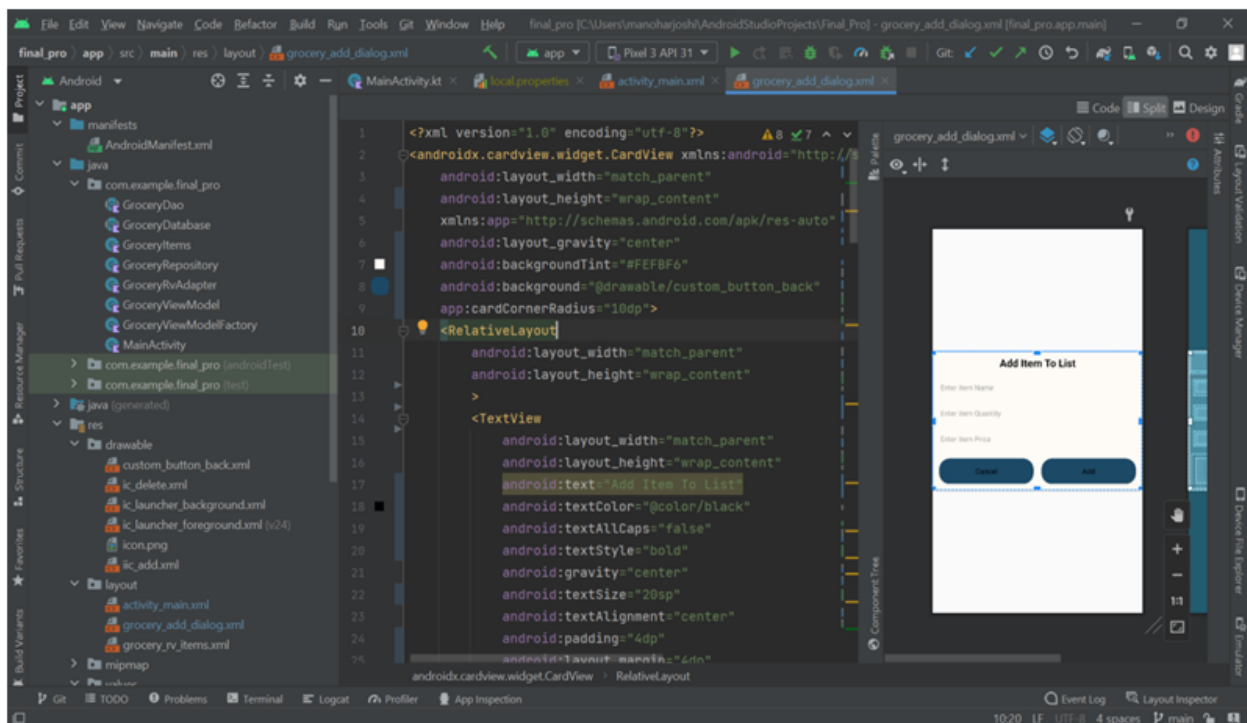 File Edit View Navigate Code Refactor Build Run Tools Git Window Help final_pro [C:\Users\manoharjoshi\AndroidStudioProjects\Final_Pro] - grocery_add_dialog.xml [final_pro.app.main]
final_pro app src main res layout grocery_add_dialog.xml app Pixel 3 API 31 Git:
Android
MainActivity.kt local.properties activity_main.xml grocery_add_dialog.xml
Code Split Design
Project
Commit
Pull Requests
Resource Manager
Structure
Favorites
Build Variants
app
manifests
AndroidManifest.xml
java
com.example.final_pro
GroceryDao
GroceryDatabase
GroceryItems
GroceryRepository
GroceryRvAdapter
GroceryViewModel
GroceryViewModelFactory
MainActivity
com.example.final_pro (androidTest)
com.example.final_pro (test)
java (generated)
res
drawable
custom_button_back.xml
ic_delete.xml
ic_launcher_background.xml
ic_launcher_foreground.xml (v24)
icon.png
iic_add.xml
layout
activity_main.xml
grocery_add_dialog.xml
grocery_rv_items.xml
mipmap
values
8 7
1 <?xml version="1.0" encoding="utf-8"?>
2 <androidx.cardview.widget.CardView xmlns:android="http://s
3 android:layout_width="match_parent"
4 android:layout_height="wrap_content"
5 xmlns:app="http://schemas.android.com/apk/res-auto"
6 android:layout_gravity="center"
7 android:backgroundTint="#FEFBF6"
8 android:background="@drawable/custom_button_back"
9 app:cardCornerRadius="10dp">
10 <RelativeLayout
11 android:layout_width="match_parent"
12 android:layout_height="wrap_content"
13 >
14 <TextView
15 android:layout_width="match_parent"
16 android:layout_height="wrap_content"
17 android:text="Add Item To List"
18 android:textColor="@color/black"
19 android:textAllCaps="false"
20 android:textStyle="bold"
21 android:gravity="center"
22 android:textSize="20sp"
23 android:textAlignment="center"
24 android:padding="4dp"
25 android:layout_margin="4dp"
androidx.cardview.widget.CardView RelativeLayout
Palette
Component Tree
grocery_add_dialog.xml
Add Item To List
Enter Item Name
Enter Item Quantity
Enter Item Price
Cancel Add
1:1
Attributes
Gradle
Layout Validation
Device Manager
Device File Explorer
Emulator
Git TODO Problems Terminal Logcat Profiler App Inspection Event Log Layout Inspector
10:20 LF UTF-8 4 spaces main